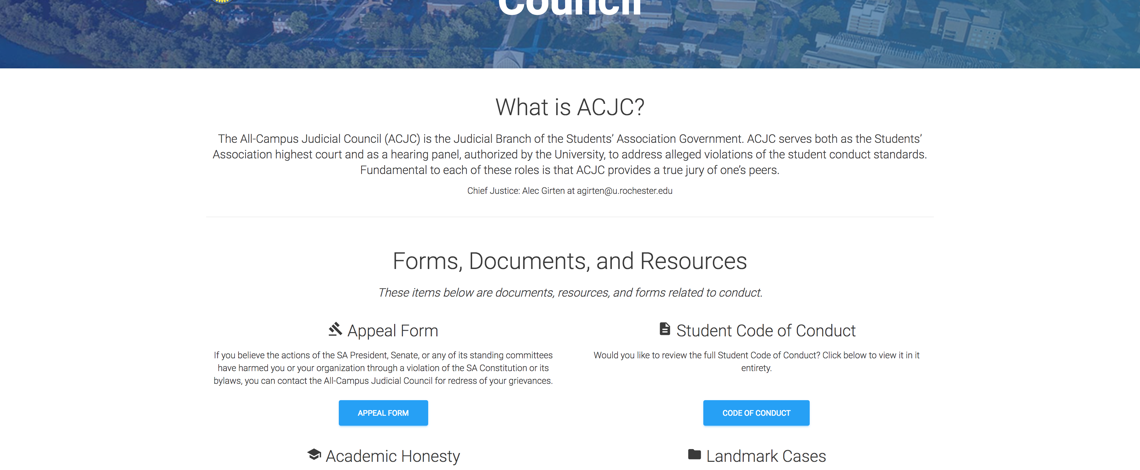 Council
What is ACJC?
The All-Campus Judicial Council (ACJC) is the Judicial Branch of the Students’ Association Government. ACJC serves both as the Students’
Association highest court and as a hearing panel, authorized by the University, to address alleged violations of the student conduct standards.
Fundamental to each of these roles is that ACJC provides a true jury of one’s peers.
Chief Justice: Alec Girten at agirten@u.rochester.edu
Forms, Documents, and Resources
These items below are documents, resources, and forms related to conduct.
Appeal Form
If you believe the actions of the SA President, Senate, or any of its standing committees
have harmed you or your organization through a violation of the SA Constitution or its
bylaws, you can contact the All-Campus Judicial Council for redress of your grievances.
APPEAL FORM
Student Code of Conduct
Would you like to review the full Student Code of Conduct? Click below to view it in it
entirety.
CODE OF CONDUCT
Academic Honesty
Landmark Cases